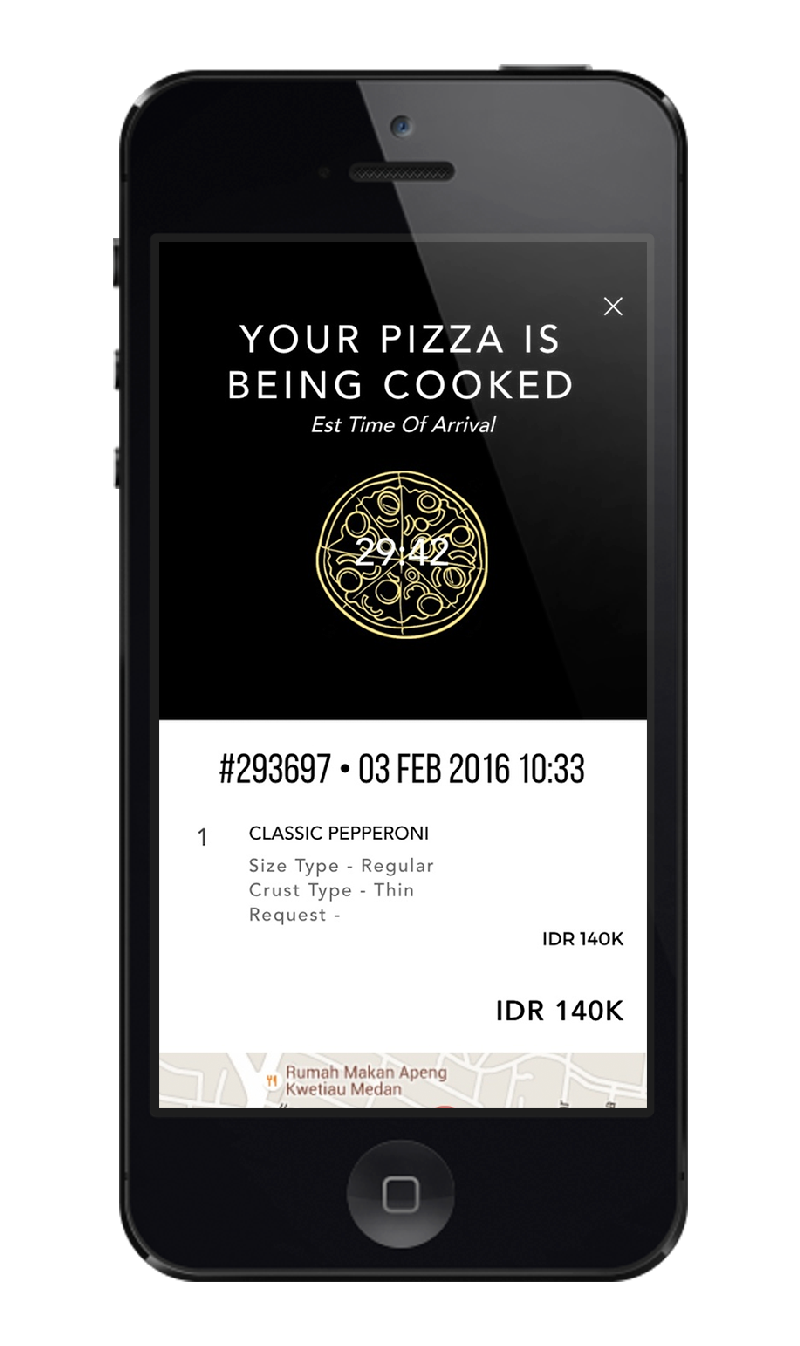 YOUR PIZZA IS
BEING COOKED
Est Time Of Arrival
29:42
#293697 • 03 FEB 2016 10:33
1 CLASSIC PEPPERONI
Size Type - Regular
Crust Type - Thin
Request -
IDR 140K
IDR 140K
Rumah Makan Apeng
Kwetiau Medan